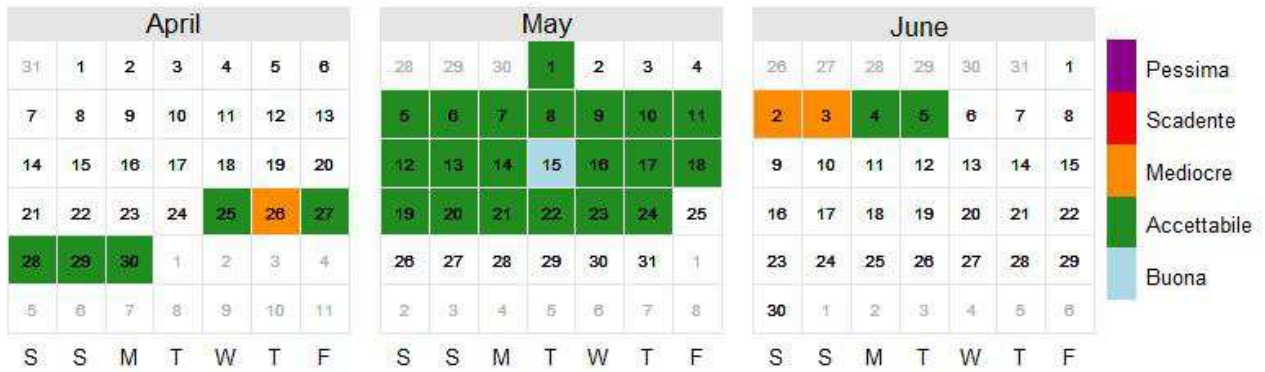 April
31 1 2 3 4 5 6
7 8 9 10 11 12 13
14 15 16 17 18 19 20
21 22 23 24 25 26 27
28 29 30 1 2 3 4
5 6 7 8 9 10 11
S S M T W T F
May
28 29 30 1 2 3 4
5 6 7 8 9 10 11
12 13 14 15 16 17 18
19 20 21 22 23 24 25
26 27 28 29 30 31 1
2 3 4 5 6 7 8
S S M T W T F
June
26 27 28 29 30 31 1
2 3 4 5 6 7 8
9 10 11 12 13 14 15
16 17 18 19 20 21 22
23 24 25 26 27 28 29
30 1 2 3 4 5 6
S S M T W T F
Pessima
Scadente
Mediocre
Accettabile
Buona